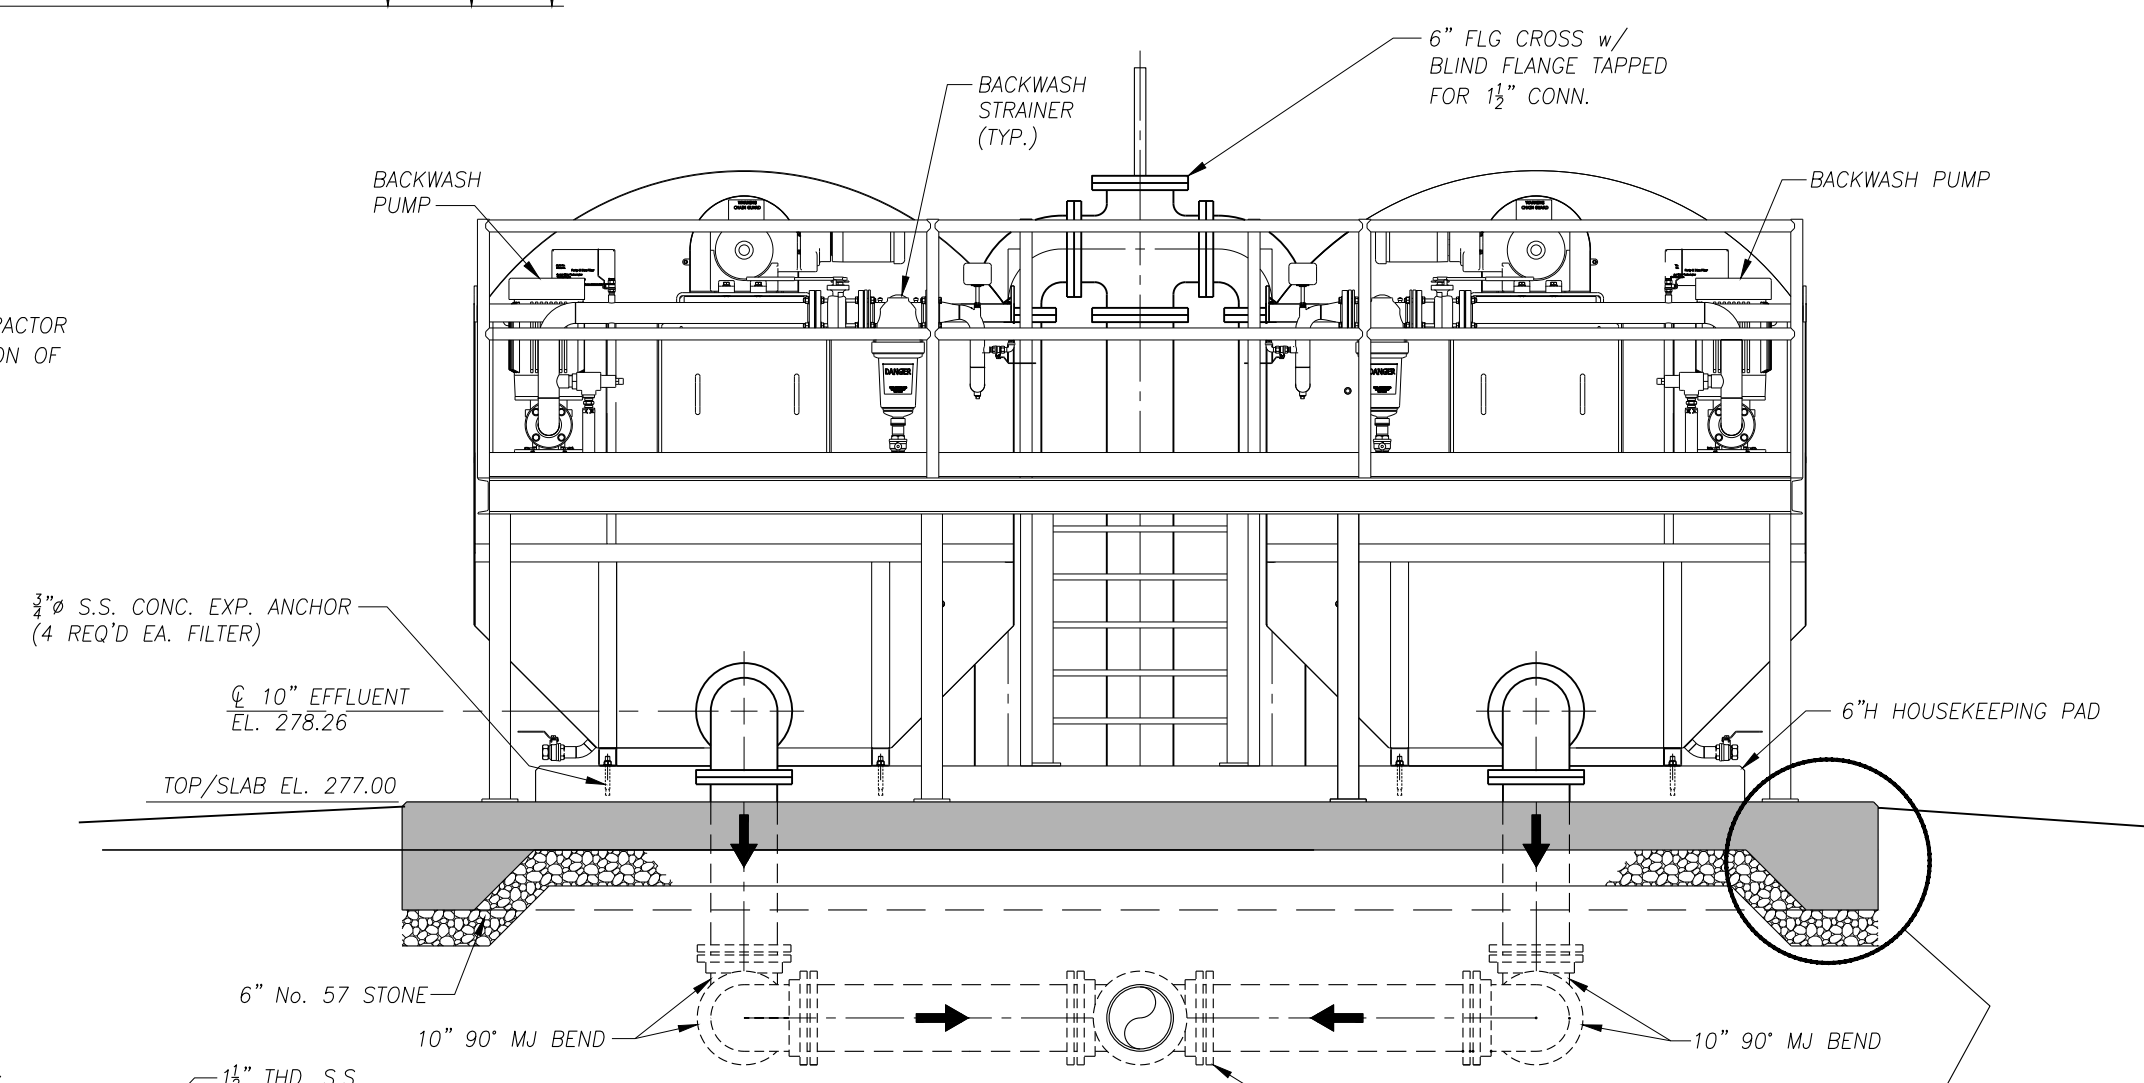 6" FLG CROSS w/
BLIND FLANGE TAPPED
FOR 1½" CONN.
BACKWASH
STRAINER
(TYP.)
BACKWASH
PUMP
BACKWASH PUMP
DANGER
DANGER
ON OF
¾"ø S.S. CONC. EXP. ANCHOR
(4 REQ'D EA. FILTER)
℄ 10" EFFLUENT
EL. 278.26
6"H HOUSEKEEPING PAD
TOP/SLAB EL. 277.00
6" No. 57 STONE
10" 90° MJ BEND
10" 90° MJ BEND
1½" THD. S.S.